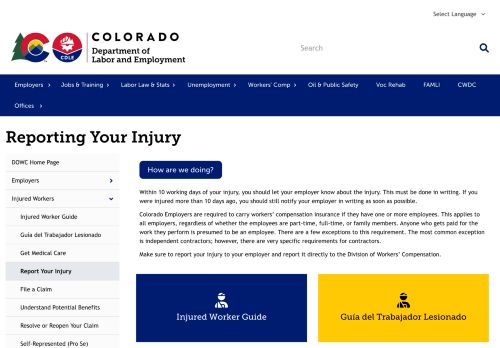 Select Language
COLORADO
Department of
Labor and Employment
CDLE
Search
Employers
Jobs & Training
Labor Law & Stats
Unemployment
Workers' Comp
Oil & Public Safety
Voc Rehab
FAMLI
CWDC
Offices
Reporting Your Injury
DOWC Home Page
Employers
Injured Workers
Injured Worker Guide
Guía del Trabajador Lesionado
Get Medical Care
Report Your Injury
File a Claim
Understand Potential Benefits
Resolve or Reopen Your Claim
Self-Represented (Pro Se)
How are we doing?
Within 10 working days of your injury, you should let your employer know about the injury. This must be done in writing. If you
were injured more than 10 days ago, you should still notify your employer in writing as soon as possible.
Colorado Employers are required to carry workers' compensation insurance if they have one or more employees. This applies to
all employers, regardless of whether the employees are part-time, full-time, or family members. Anyone who gets paid for the
work they perform is presumed to be an employee. There are a few exceptions to this requirement. The most common exception
is independent contractors; however, there are very specific requirements for contractors.
Make sure to report your injury to your employer and report it directly to the Division of Workers' Compensation.
Injured Worker Guide
Guía del Trabajador Lesionado